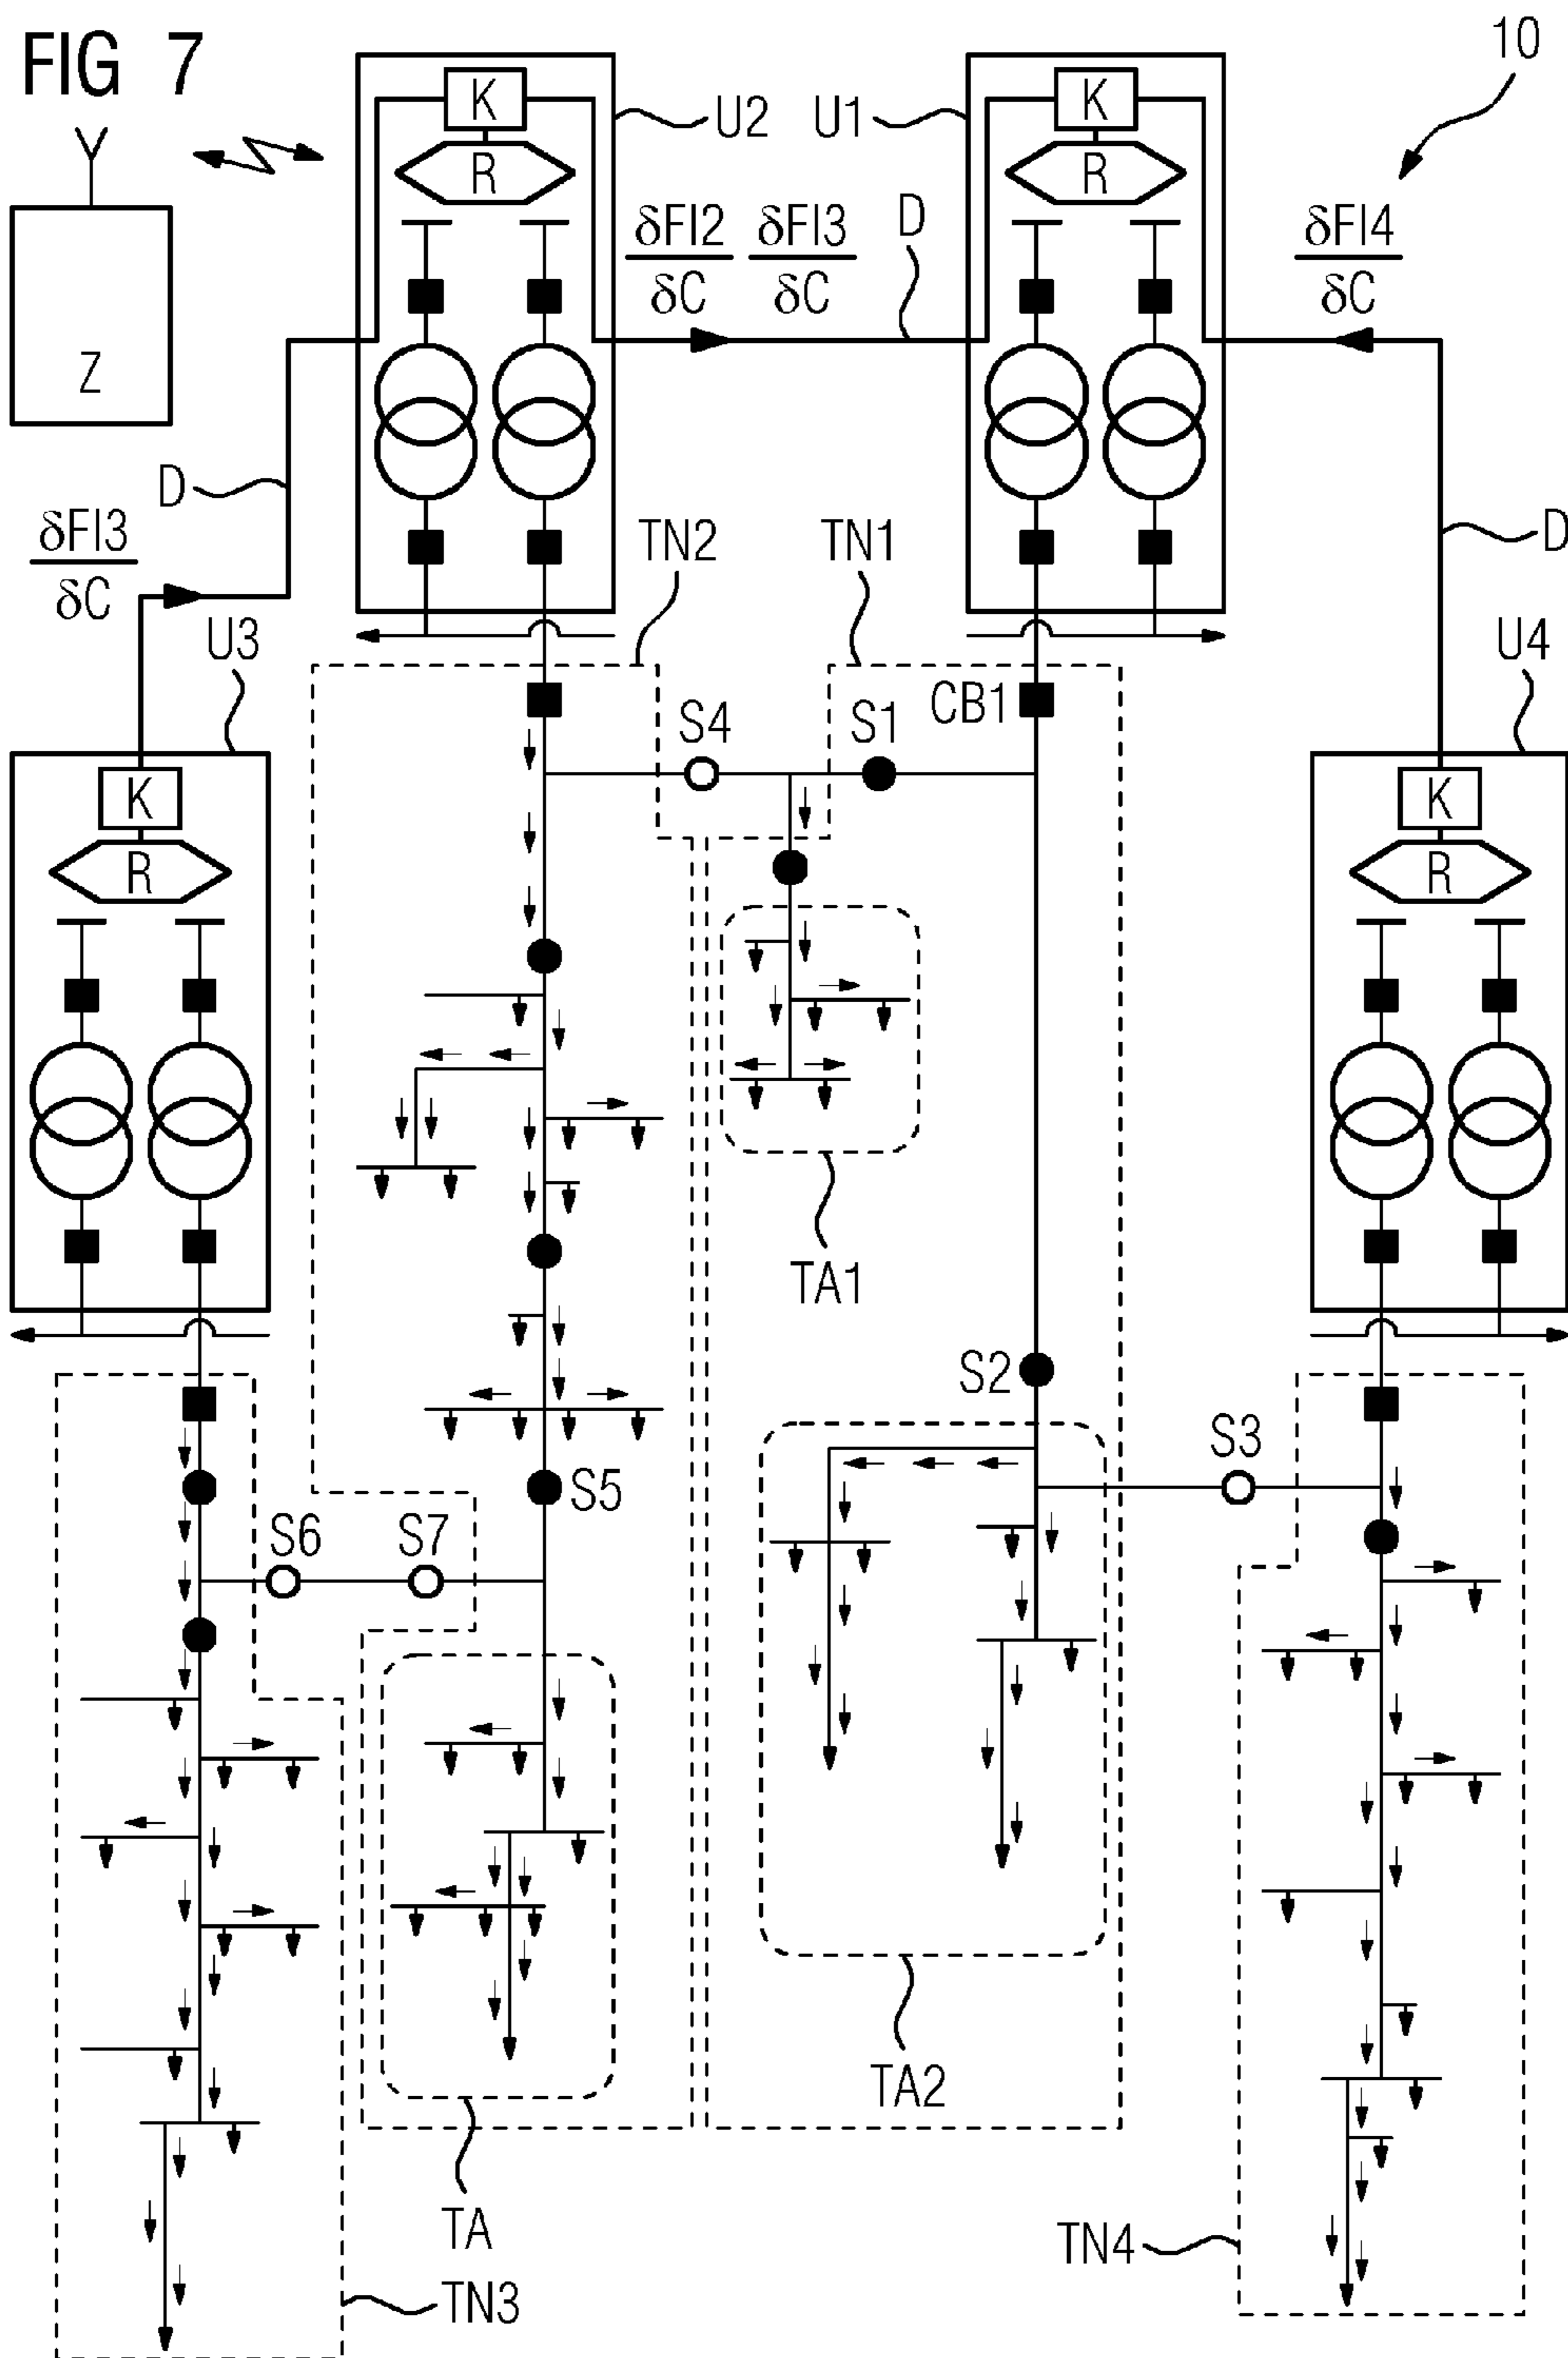 FIG 7
10
K
K
U2
U1
R
R
δFI2
δC
δFI3
δC
D
δFI4
δC
Z
D
δFI3
δC
TN2
TN1
D
U3
U4
CB1
S4
S1
K
K
R
R
TA1
S2
S3
S5
S6
S7
TA2
TA
TN4
TN3